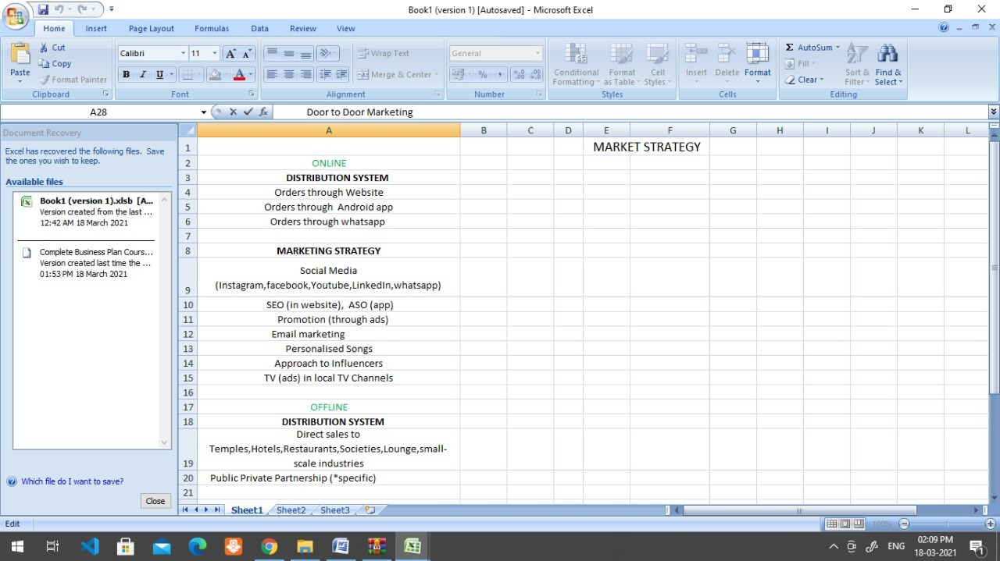 Book1 (version 1) [Autosaved] - Microsoft Excel
Home Insert Page Layout Formulas Data Review View
Cut
Copy
Format Painter
Paste
Clipboard
Calibri 11
B I U
Font
Wrap Text
Merge & Center
Alignment
General
% ,
Number
Conditional Formatting
Format as Table
Cell Styles
Styles
Insert Delete Format
Cells
Σ AutoSum
Fill
Clear
Sort & Filter
Find & Select
Editing
A28 fx Door to Door Marketing
Document Recovery
Excel has recovered the following files. Save
the ones you wish to keep.
Available files
Book1 (version 1).xlsb [A...
Version created from the last ...
12:42 AM 18 March 2021
Complete Business Plan Cours...
Version created last time the ...
01:53 PM 18 March 2021
Which file do I want to save?
Close
A B C D E F G H I J K L
1 MARKET STRATEGY
2 ONLINE
3 DISTRIBUTION SYSTEM
4 Orders through Website
5 Orders through Android app
6 Orders through whatsapp
7
8 MARKETING STRATEGY
Social Media
9 (Instagram,facebook,Youtube,LinkedIn,whatsapp)
10 SEO (in website), ASO (app)
11 Promotion (through ads)
12 Email marketing
13 Personalised Songs
14 Approach to Influencers
15 TV (ads) in local TV Channels
16
17 OFFLINE
18 DISTRIBUTION SYSTEM
Direct sales to
Temples,Hotels,Restaurants,Societies,Lounge,small-
19 scale industries
20 Public Private Partnership (*specific)
21
Sheet1 Sheet2 Sheet3
Edit 100%
ENG
02:09 PM
18-03-2021
1